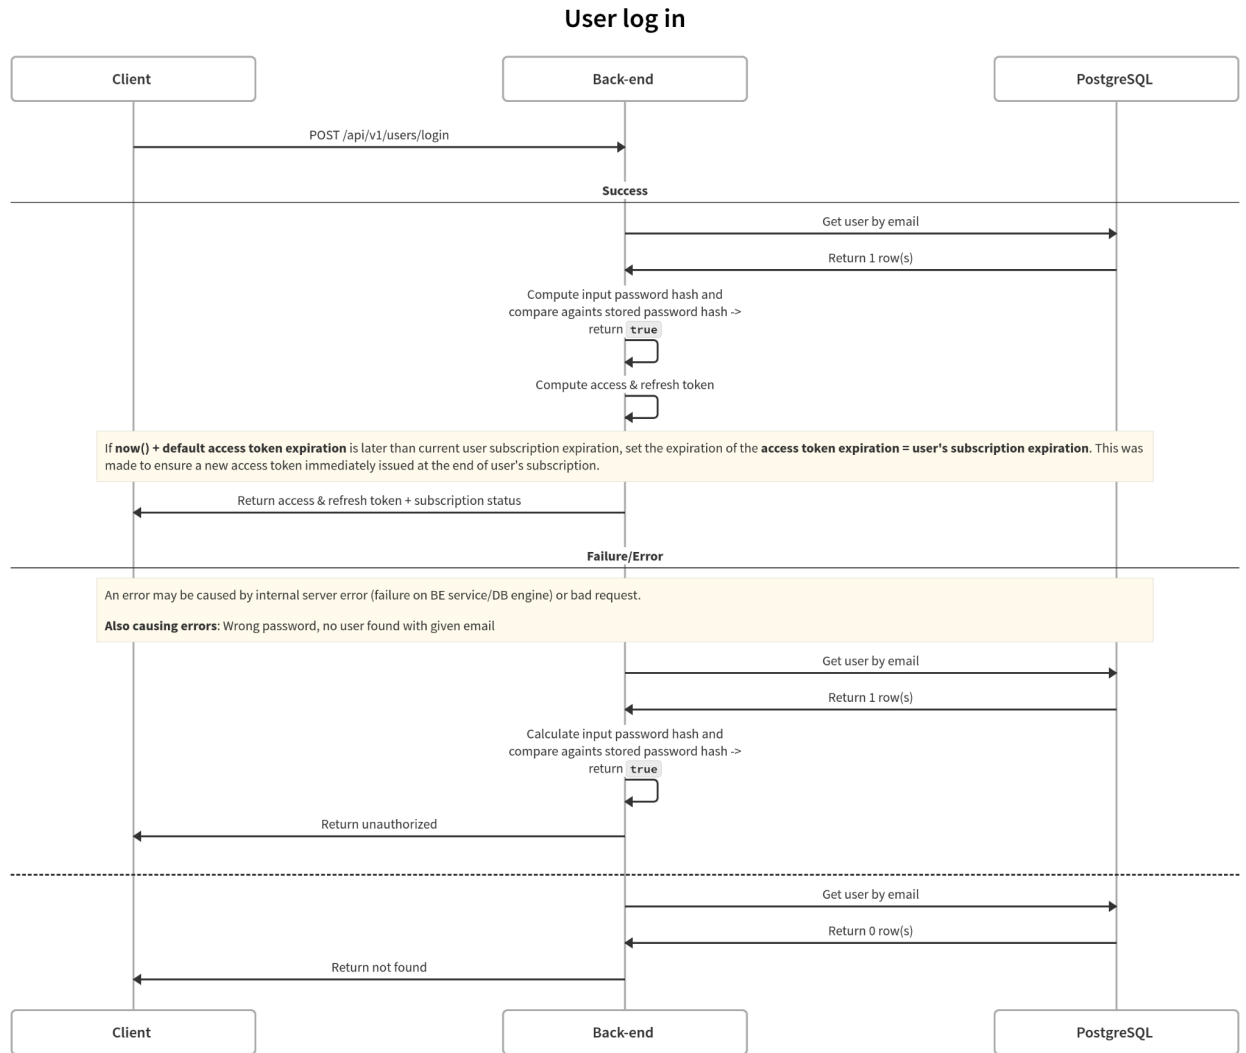 User log in
Client
Back-end
PostgreSQL
POST /api/v1/users/login
Success
Get user by email
Return 1 row(s)
Compute input password hash and
compare againts stored password hash ->
return true
Compute access & refresh token
If now() + default access token expiration is later than current user subscription expiration, set the expiration of the access token expiration = user's subscription expiration. This was
made to ensure a new access token immediately issued at the end of user's subscription.
Return access & refresh token + subscription status
Failure/Error
An error may be caused by internal server error (failure on BE service/DB engine) or bad request.
Also causing errors: Wrong password, no user found with given email
Get user by email
Return 1 row(s)
Calculate input password hash and
compare againts stored password hash ->
return true
Return unauthorized
Get user by email
Return 0 row(s)
Return not found
Client
Back-end
PostgreSQL